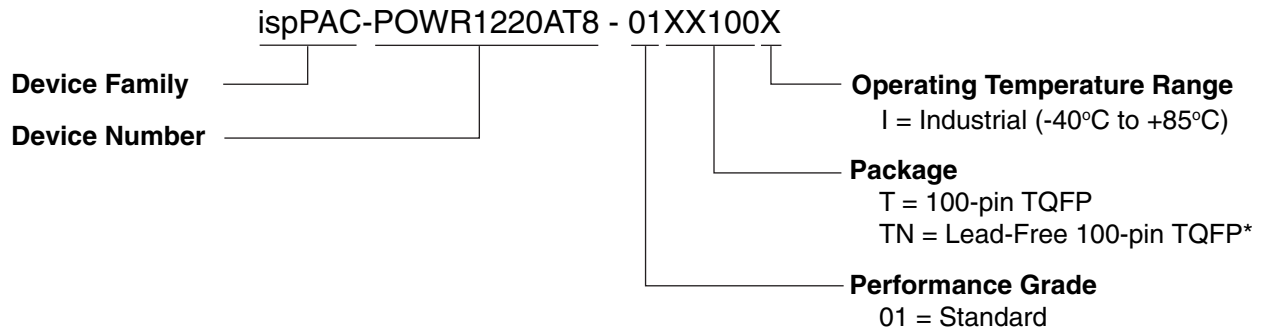 ispPAC-POWR1220AT8 - 01XX100X
Device Family
Device Number
Operating Temperature Range
I = Industrial (-40°C to +85°C)
Package
T = 100-pin TQFP
TN = Lead-Free 100-pin TQFP*
Performance Grade
01 = Standard